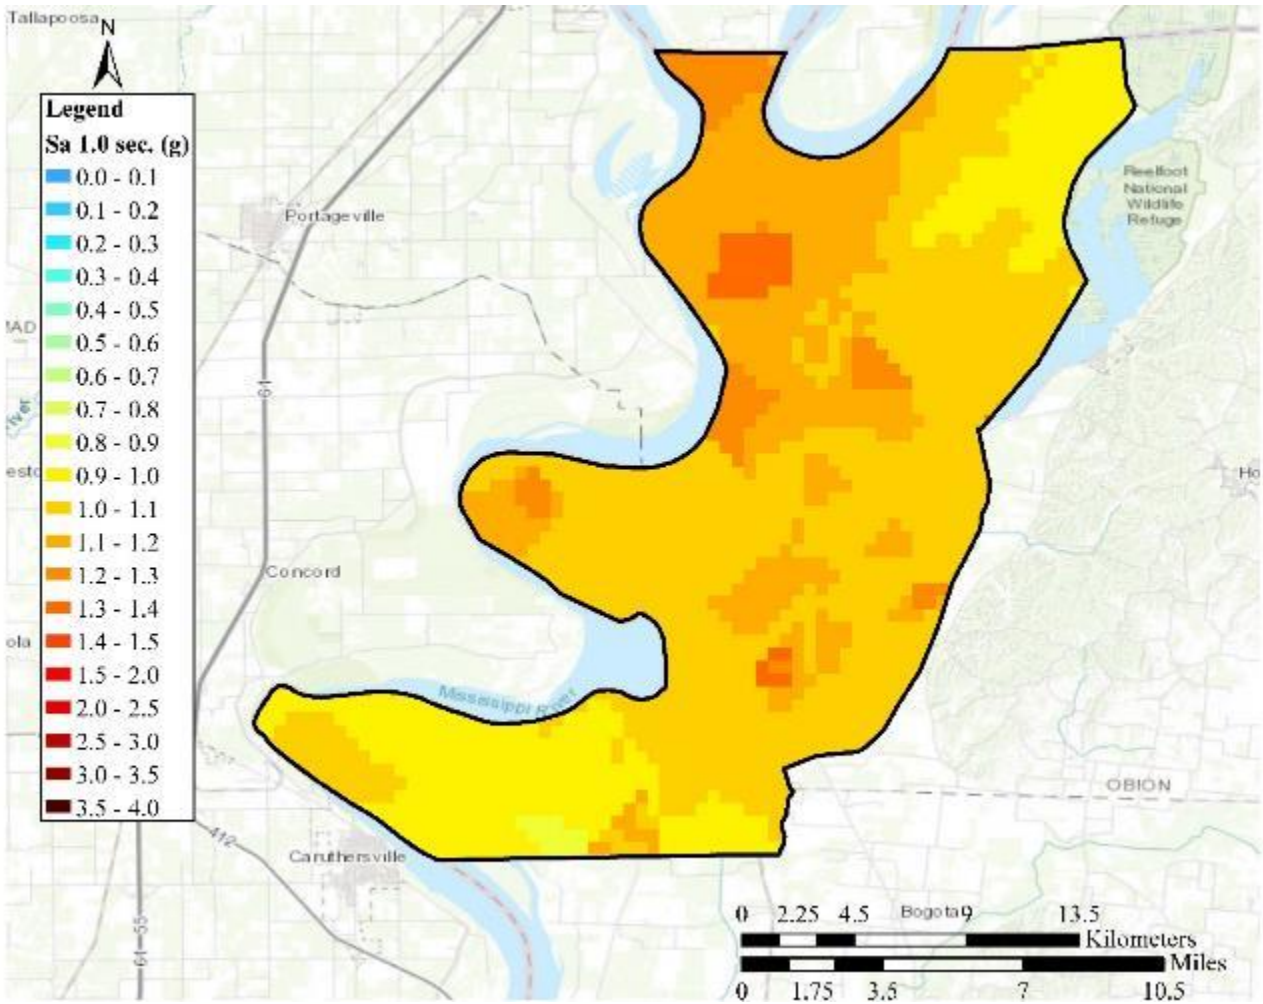 Tallapoosa
N
Legend
Sa 1.0 sec. (g)
0.0 - 0.1
0.1 - 0.2
0.2 - 0.3
0.3 - 0.4
0.4 - 0.5
0.5 - 0.6
0.6 - 0.7
0.7 - 0.8
0.8 - 0.9
0.9 - 1.0
1.0 - 1.1
1.1 - 1.2
1.2 - 1.3
1.3 - 1.4
1.4 - 1.5
1.5 - 2.0
2.0 - 2.5
2.5 - 3.0
3.0 - 3.5
3.5 - 4.0
Portageville
Reelfoot
National
Wildlife
Refuge
61
Ho
Concord
Mississippi River
OBION
412
Caruthersville
61-55
Bogota
0 2.25 4.5 9 13.5
Kilometers
Miles
0 1.75 3.5 7 10.5